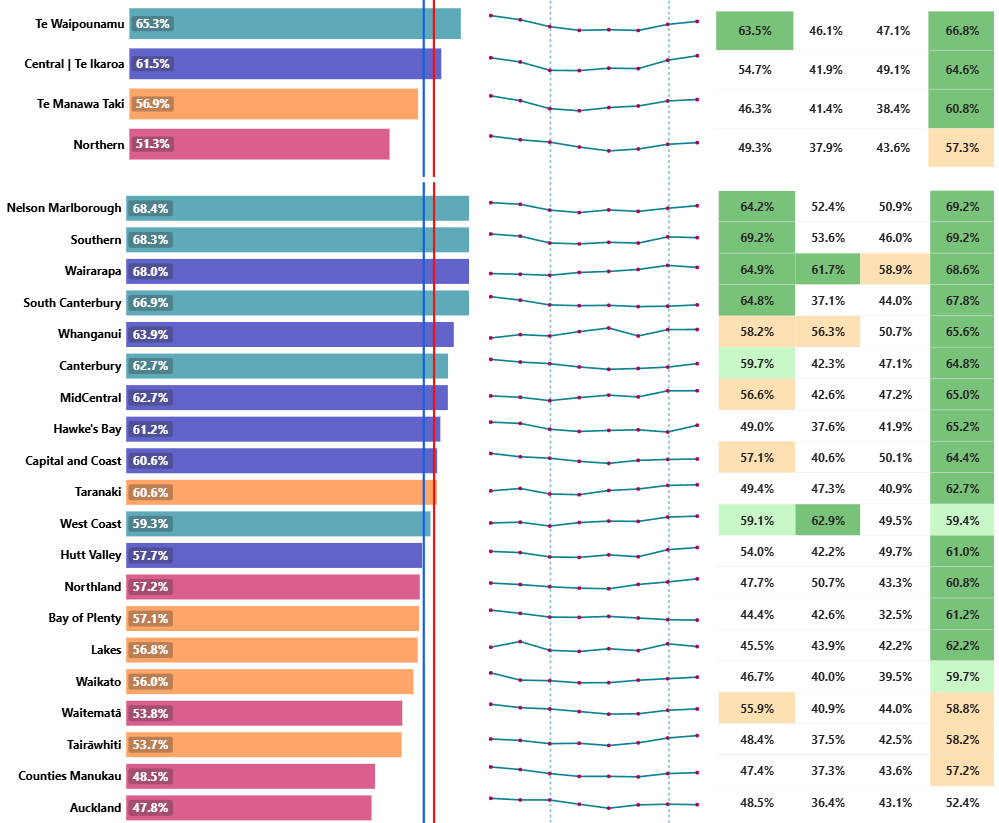 Te Waipounamu 65.3% 63.5% 46.1% 47.1% 66.8%
Central | Te Ikaroa 61.5% 54.7% 41.9% 49.1% 64.6%
Te Manawa Taki 56.9% 46.3% 41.4% 38.4% 60.8%
Northern 51.3% 49.3% 37.9% 43.6% 57.3%
Nelson Marlborough 68.4% 64.2% 52.4% 50.9% 69.2%
Southern 68.3% 69.2% 53.6% 46.0% 69.2%
Wairarapa 68.0% 64.9% 61.7% 58.9% 68.6%
South Canterbury 66.9% 64.8% 37.1% 44.0% 67.8%
Whanganui 63.9% 58.2% 56.3% 50.7% 65.6%
Canterbury 62.7% 59.7% 42.3% 47.1% 64.8%
MidCentral 62.7% 56.6% 42.6% 47.2% 65.0%
Hawke's Bay 61.2% 49.0% 37.6% 41.9% 65.2%
Capital and Coast 60.6% 57.1% 40.6% 50.1% 64.4%
Taranaki 60.6% 49.4% 47.3% 40.9% 62.7%
West Coast 59.3% 59.1% 62.9% 49.5% 59.4%
Hutt Valley 57.7% 54.0% 42.2% 49.7% 61.0%
Northland 57.2% 47.7% 50.7% 43.3% 60.8%
Bay of Plenty 57.1% 44.4% 42.6% 32.5% 61.2%
Lakes 56.8% 45.5% 43.9% 42.2% 62.2%
Waikato 56.0% 46.7% 40.0% 39.5% 59.7%
Waitematā 53.8% 55.9% 40.9% 44.0% 58.8%
Tairāwhiti 53.7% 48.4% 37.5% 42.5% 58.2%
Counties Manukau 48.5% 47.4% 37.3% 43.6% 57.2%
Auckland 47.8% 48.5% 36.4% 43.1% 52.4%